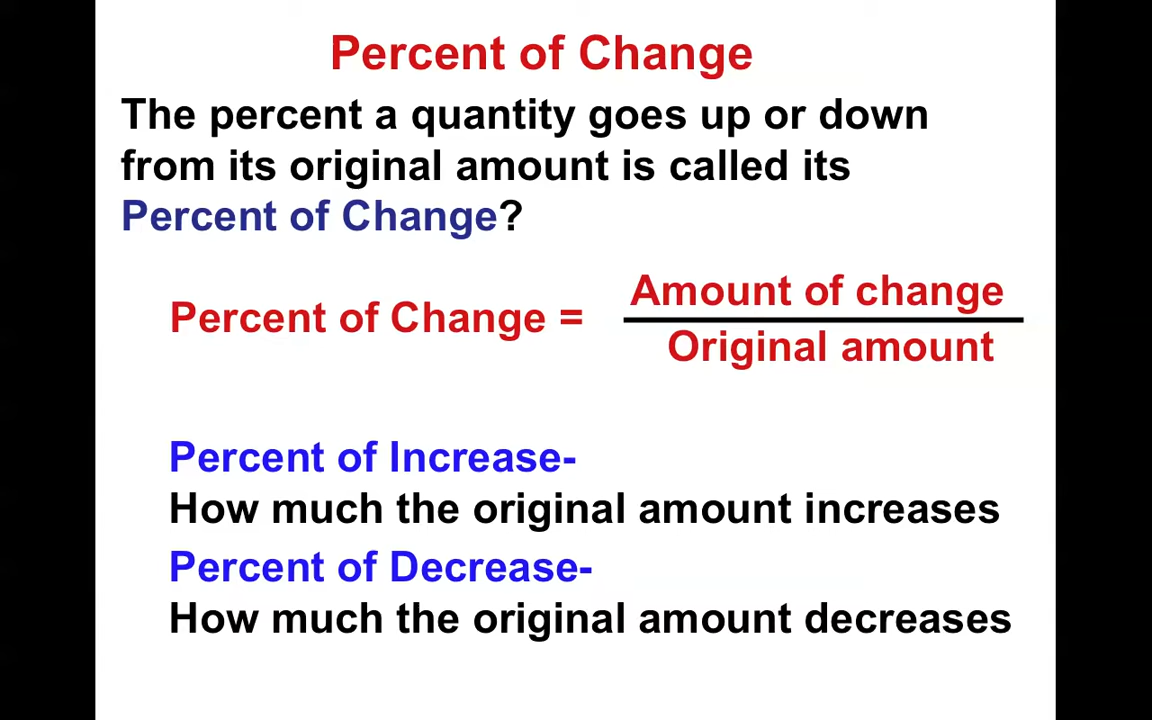 Percent of Change
The percent a quantity goes up or down
from its original amount is called its
Percent of Change?
Percent of Change =
Amount of change
Original amount
Percent of Increase-
How much the original amount increases
Percent of Decrease-
How much the original amount decreases